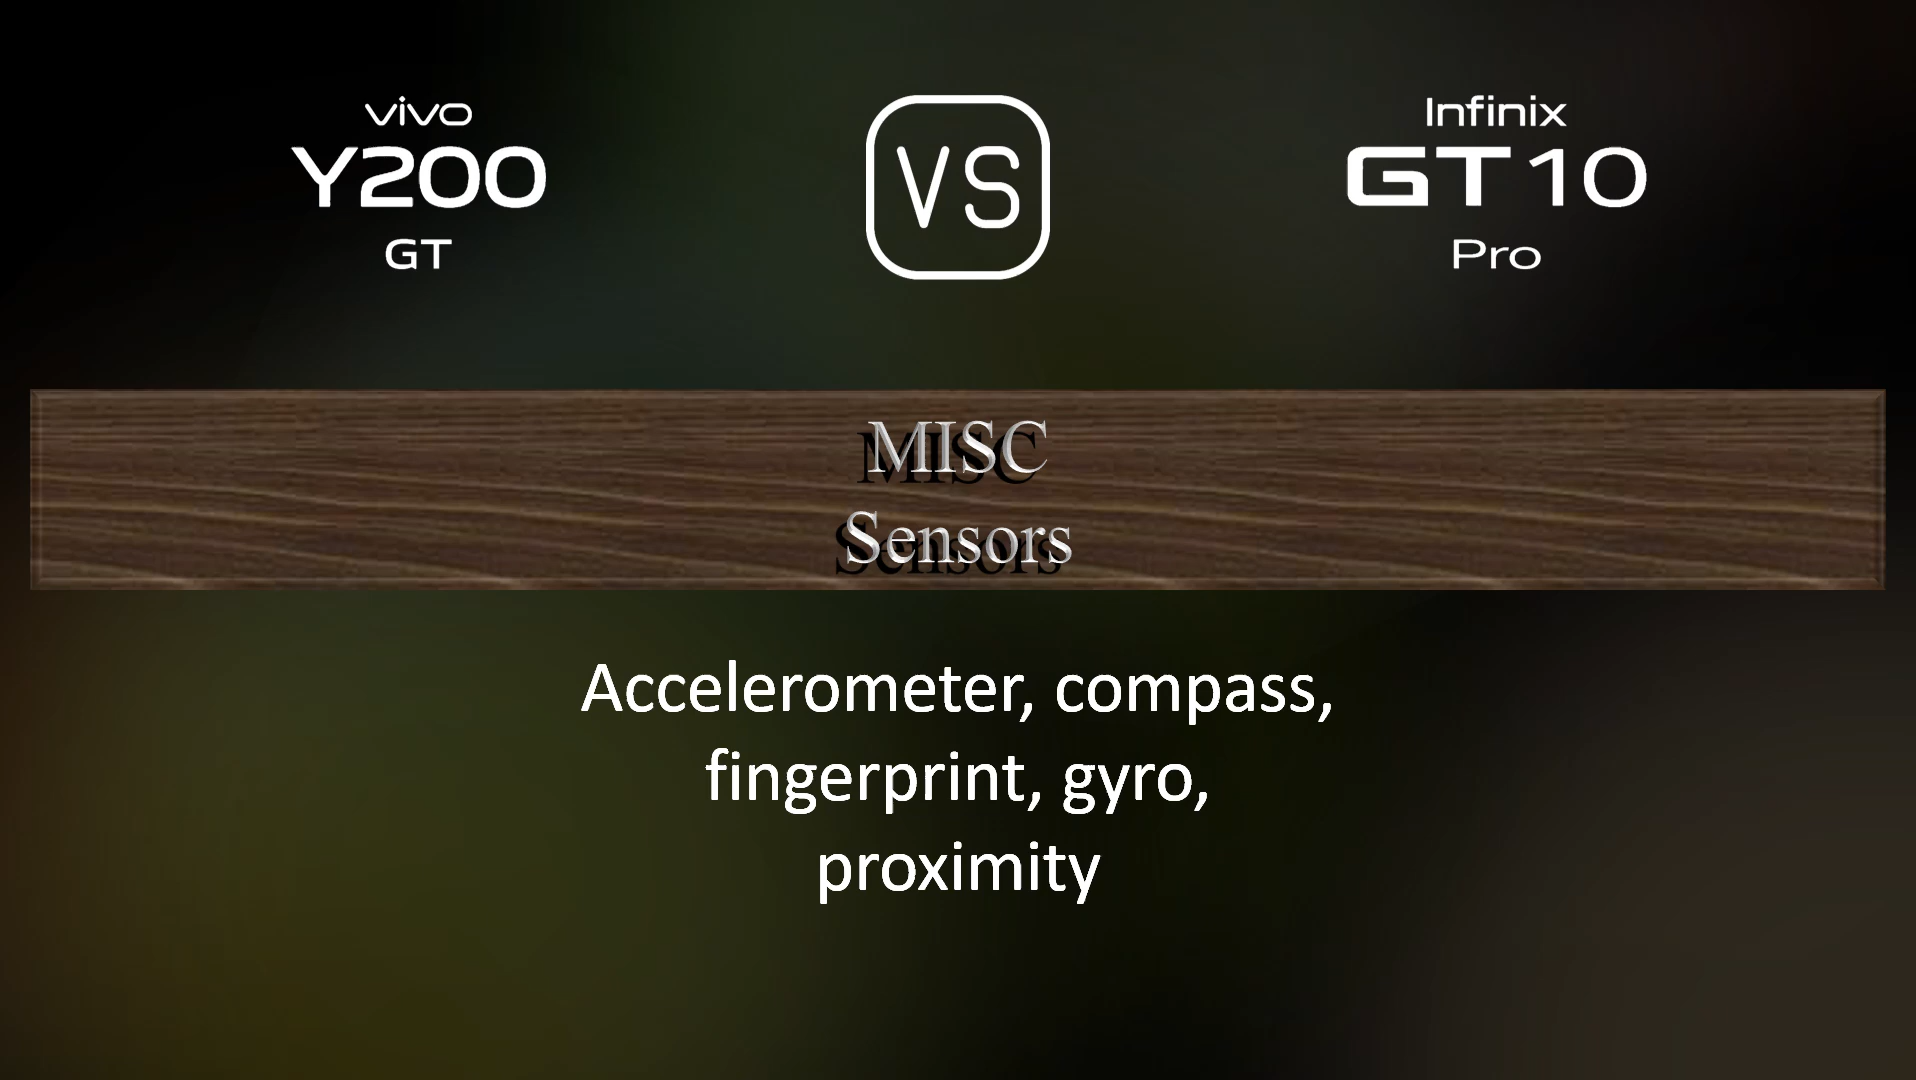 vivo
Y200
GT
VS
Infinix
GT10
Pro
MISC
Sensors
Accelerometer, compass,
fingerprint, gyro,
proximity